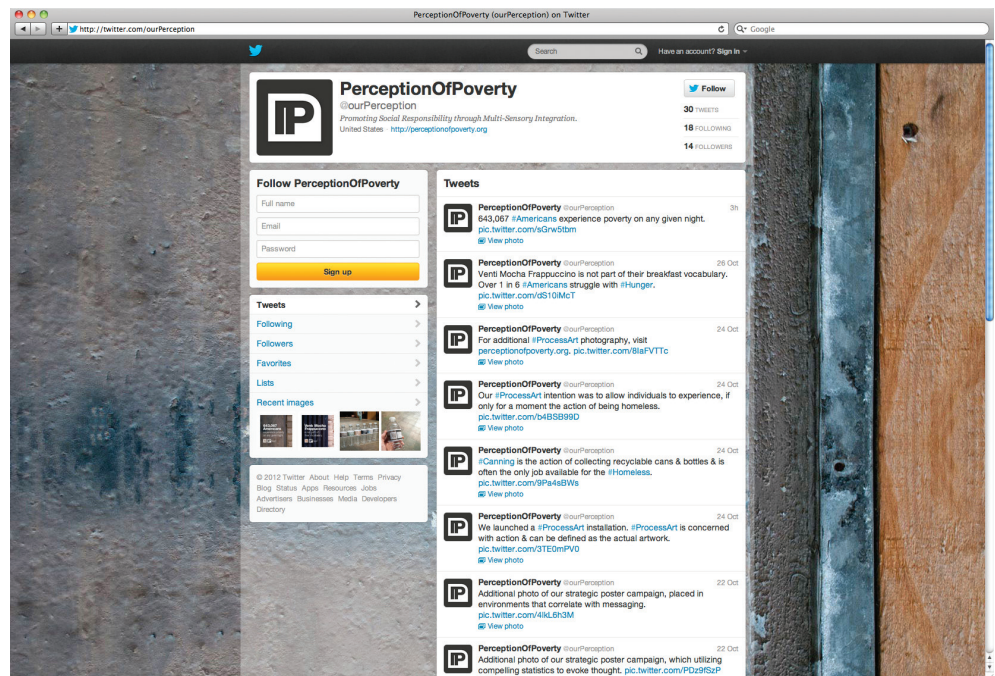 PerceptionOfPoverty (ourPerception) on Twitter
http://twitter.com/ourPerception
Google
Search
Have an account? Sign in
PerceptionOfPoverty
@ourPerception
Promoting Social Responsibility through Multi-Sensory Integration.
United States · http://perceptionofpoverty.org
Follow
30 TWEETS
18 FOLLOWING
14 FOLLOWERS
Follow PerceptionOfPoverty
Full name
Email
Password
Sign up
Tweets
Following
Followers
Favorites
Lists
Recent images
643,067
Americans
Venti Mocha
Frappuccino
© 2012 Twitter About Help Terms Privacy
Blog Status Apps Resources Jobs
Advertisers Businesses Media Developers
Directory
Tweets
PerceptionOfPoverty @ourPerception 3h
643,067 #Americans experience poverty on any given night.
pic.twitter.com/sGrw5tbm
View photo
PerceptionOfPoverty @ourPerception 26 Oct
Venti Mocha Frappuccino is not part of their breakfast vocabulary.
Over 1 in 6 #Americans struggle with #Hunger.
pic.twitter.com/dS10iMcT
View photo
PerceptionOfPoverty @ourPerception 24 Oct
For additional #ProcessArt photography, visit
perceptionofpoverty.org. pic.twitter.com/8IaFVTTc
View photo
PerceptionOfPoverty @ourPerception 24 Oct
Our #ProcessArt intention was to allow individuals to experience, if
only for a moment the action of being homeless.
pic.twitter.com/b4BSB99D
View photo
PerceptionOfPoverty @ourPerception 24 Oct
#Canning is the action of collecting recyclable cans & bottles & is
often the only job available for the #Homeless.
pic.twitter.com/9Pa4sBWs
View photo
PerceptionOfPoverty @ourPerception 24 Oct
We launched a #ProcessArt installation. #ProcessArt is concerned
with action & can be defined as the actual artwork.
pic.twitter.com/3TE0mPV0
View photo
PerceptionOfPoverty @ourPerception 22 Oct
Additional photo of our strategic poster campaign, placed in
environments that correlate with messaging.
pic.twitter.com/4lkL6h3M
View photo
PerceptionOfPoverty @ourPerception 22 Oct
Additional photo of our strategic poster campaign, which utilizing
compelling statistics to evoke thought. pic.twitter.com/PDz9fSzP